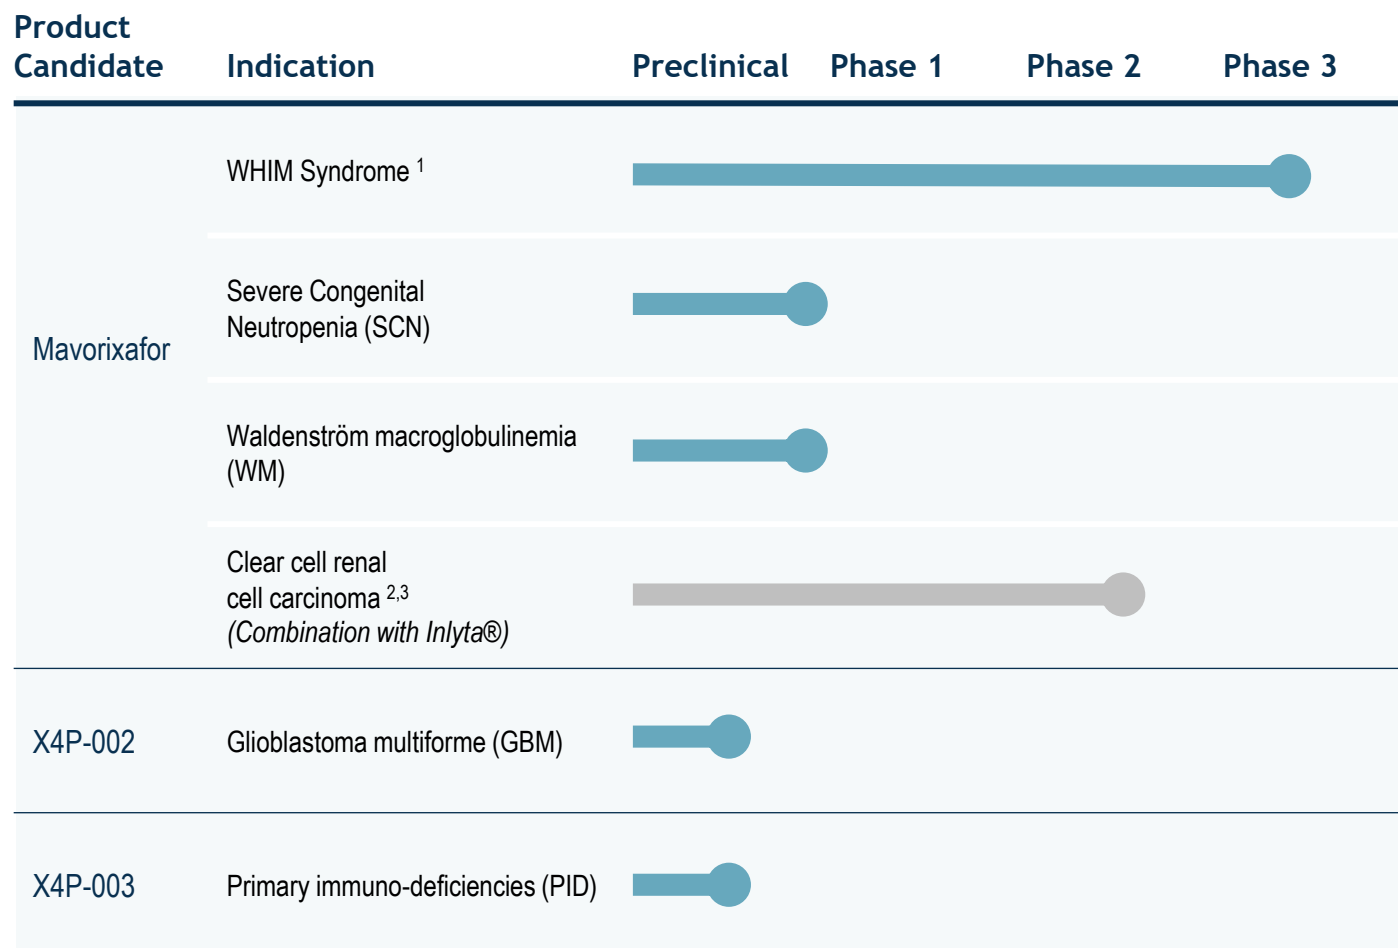 Product
Candidate
Indication
Preclinical
Phase 1
Phase 2
Phase 3
Mavorixafor
WHIM Syndrome 1
Severe Congenital
Neutropenia (SCN)
Waldenström macroglobulinemia
(WM)
Clear cell renal
cell carcinoma 2,3
(Combination with Inlyta®)
X4P-002
Glioblastoma multiforme (GBM)
X4P-003
Primary immuno-deficiencies (PID)